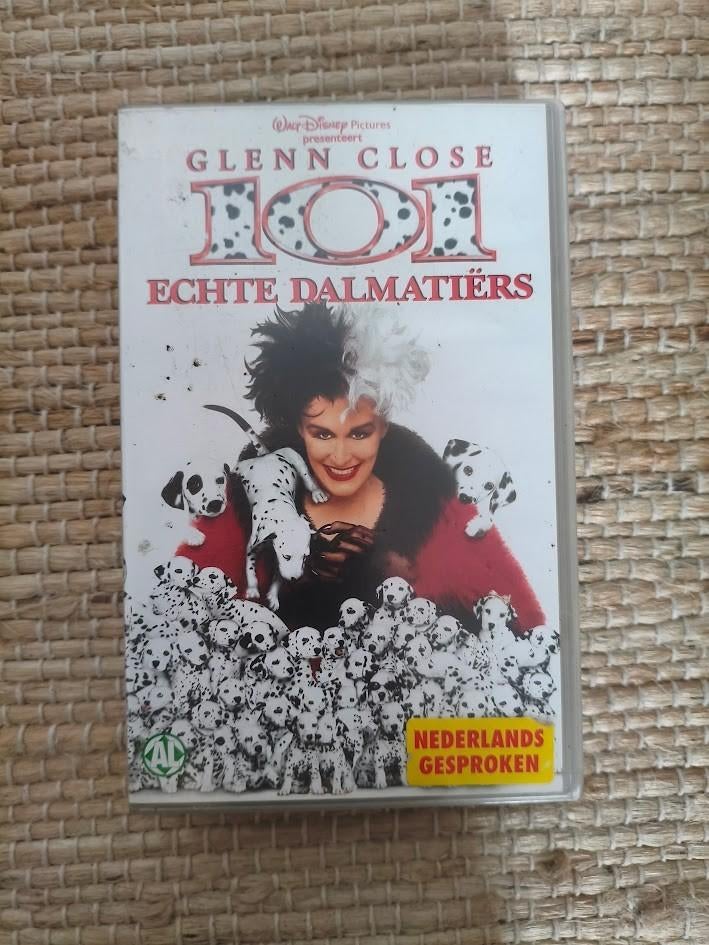 Walt Disney Pictures
presenteert
GLENN CLOSE
101
ECHTE DALMATIËRS
AL
NEDERLANDS
GESPROKEN